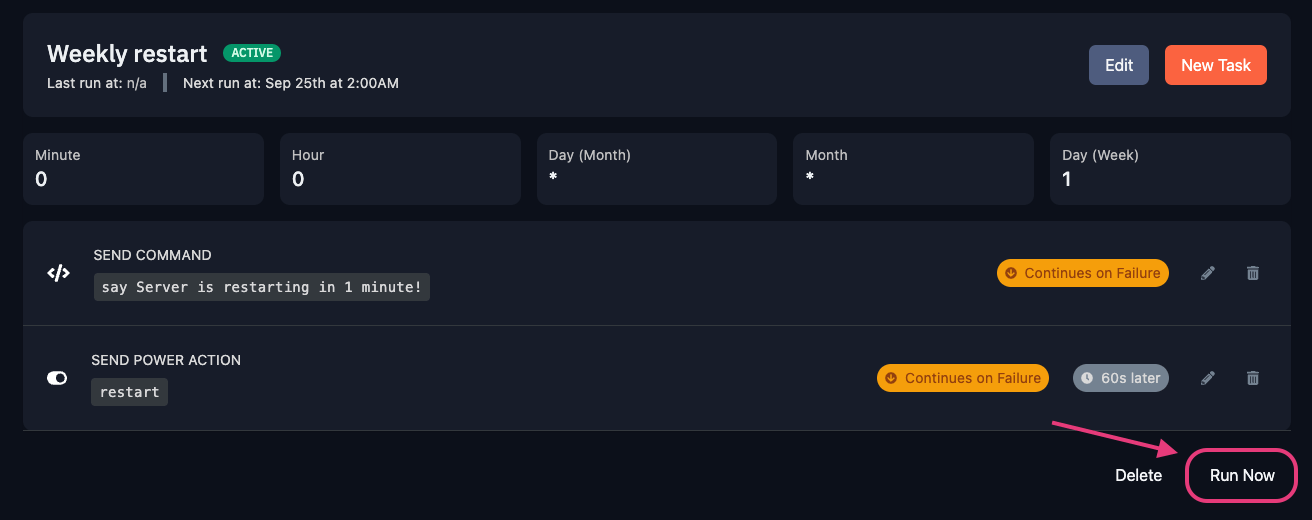 Weekly restart ACTIVE
Last run at: n/a Next run at: Sep 25th at 2:00AM
Edit
New Task
Minute
0
Hour
0
Day (Month)
*
Month
*
Day (Week)
1
SEND COMMAND
say Server is restarting in 1 minute!
Continues on Failure
SEND POWER ACTION
restart
Continues on Failure
60s later
Delete
Run Now